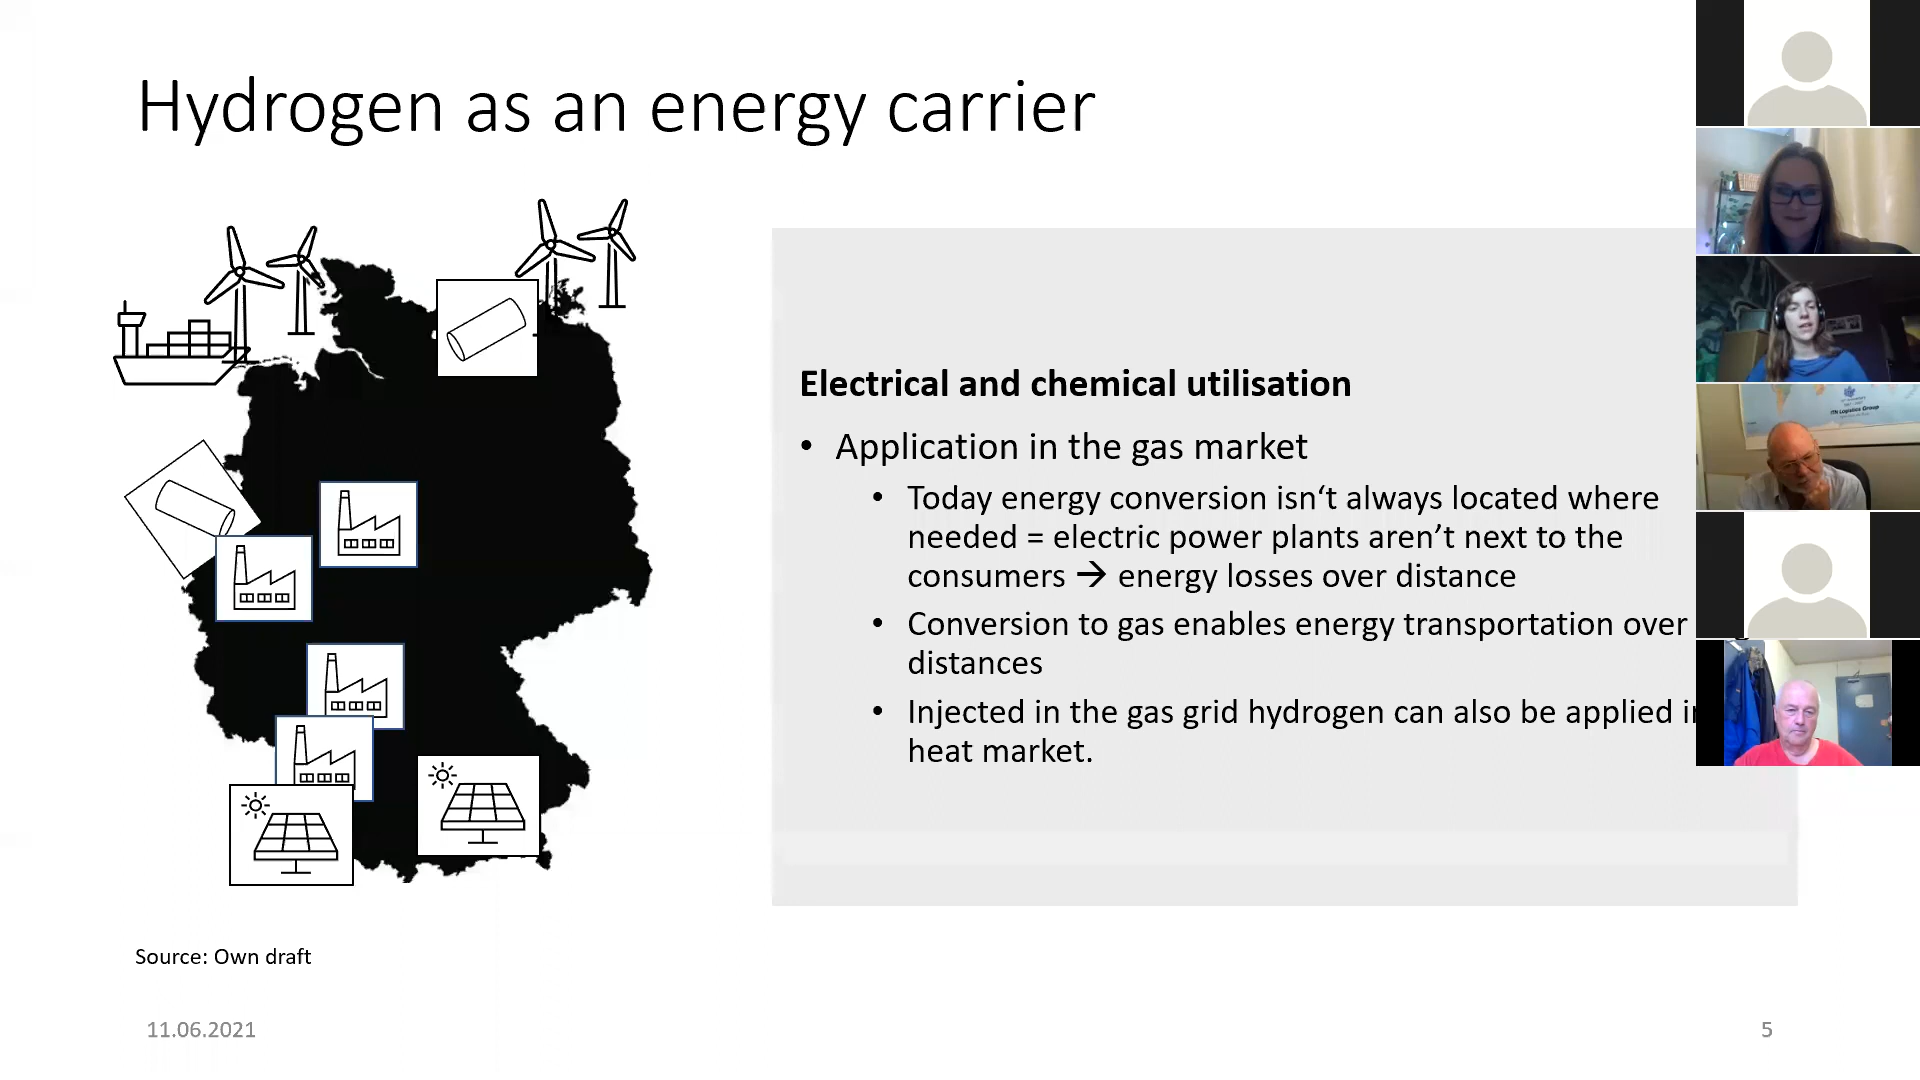 Hydrogen as an energy carrier
Electrical and chemical utilisation
• Application in the gas market
• Today energy conversion isn‘t always located where
needed = electric power plants aren’t next to the
consumers → energy losses over distance
• Conversion to gas enables energy transportation over
distances
• Injected in the gas grid hydrogen can also be applied
heat market.
Source: Own draft
11.06.2021
5
ITN Logistics Group